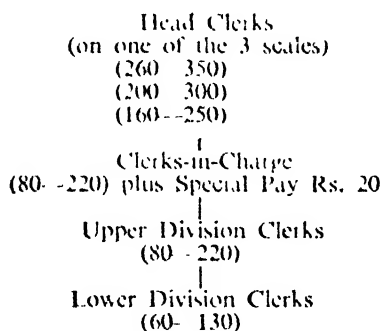 Head Clerks
(on one of the 3 scales)
(260 350)
(200 300)
(160--250)
Clerks-in-Charge
(80- -220) plus Special Pay Rs. 20
Upper Division Clerks
(80- -220)
Lower Division Clerks
(60- 130)